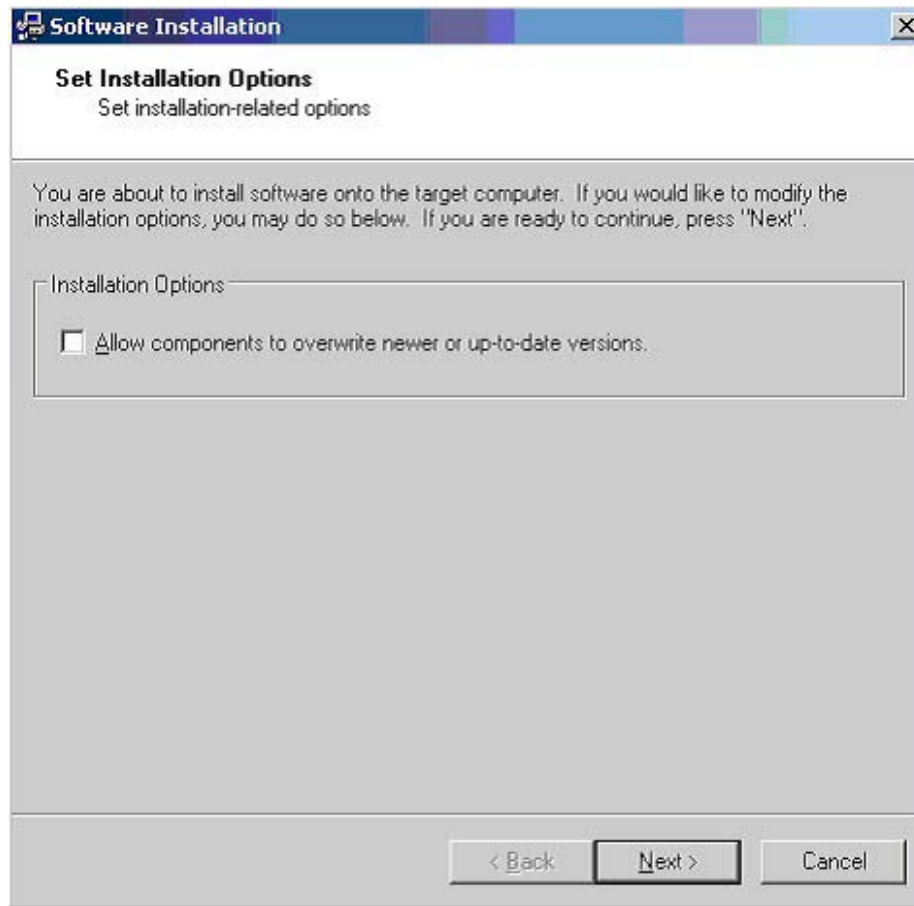 Software Installation
Set Installation Options
Set installation-related options
You are about to install software onto the target computer. If you would like to modify the
installation options, you may do so below. If you are ready to continue, press "Next".
Installation Options
Allow components to overwrite newer or up-to-date versions.
< Back Next > Cancel